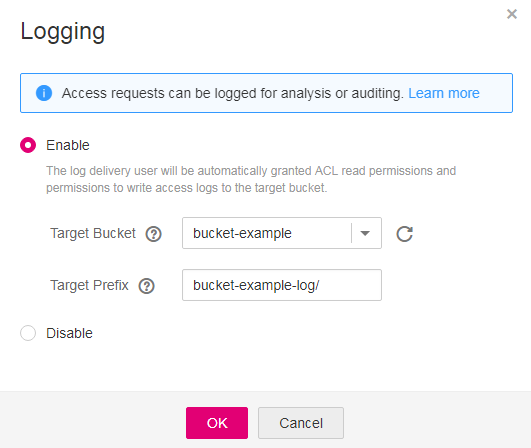 Logging
Access requests can be logged for analysis or auditing. Learn more
Enable
The log delivery user will be automatically granted ACL read permissions and
permissions to write access logs to the target bucket.
Target Bucket
bucket-example
Target Prefix
bucket-example-log/
Disable
OK
Cancel